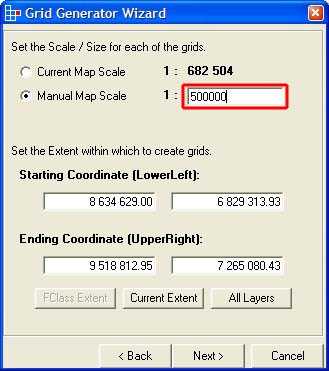 Grid Generator Wizard
Set the Scale / Size for each of the grids.
Current Map Scale 1 : 682 504
Manual Map Scale 1 : 500000
Set the Extent within which to create grids.
Starting Coordinate (LowerLeft):
8 634 629.00 6 829 313.93
Ending Coordinate (UpperRight):
9 518 812.95 7 265 080.43
FClass Extent Current Extent All Layers
< Back Next > Cancel